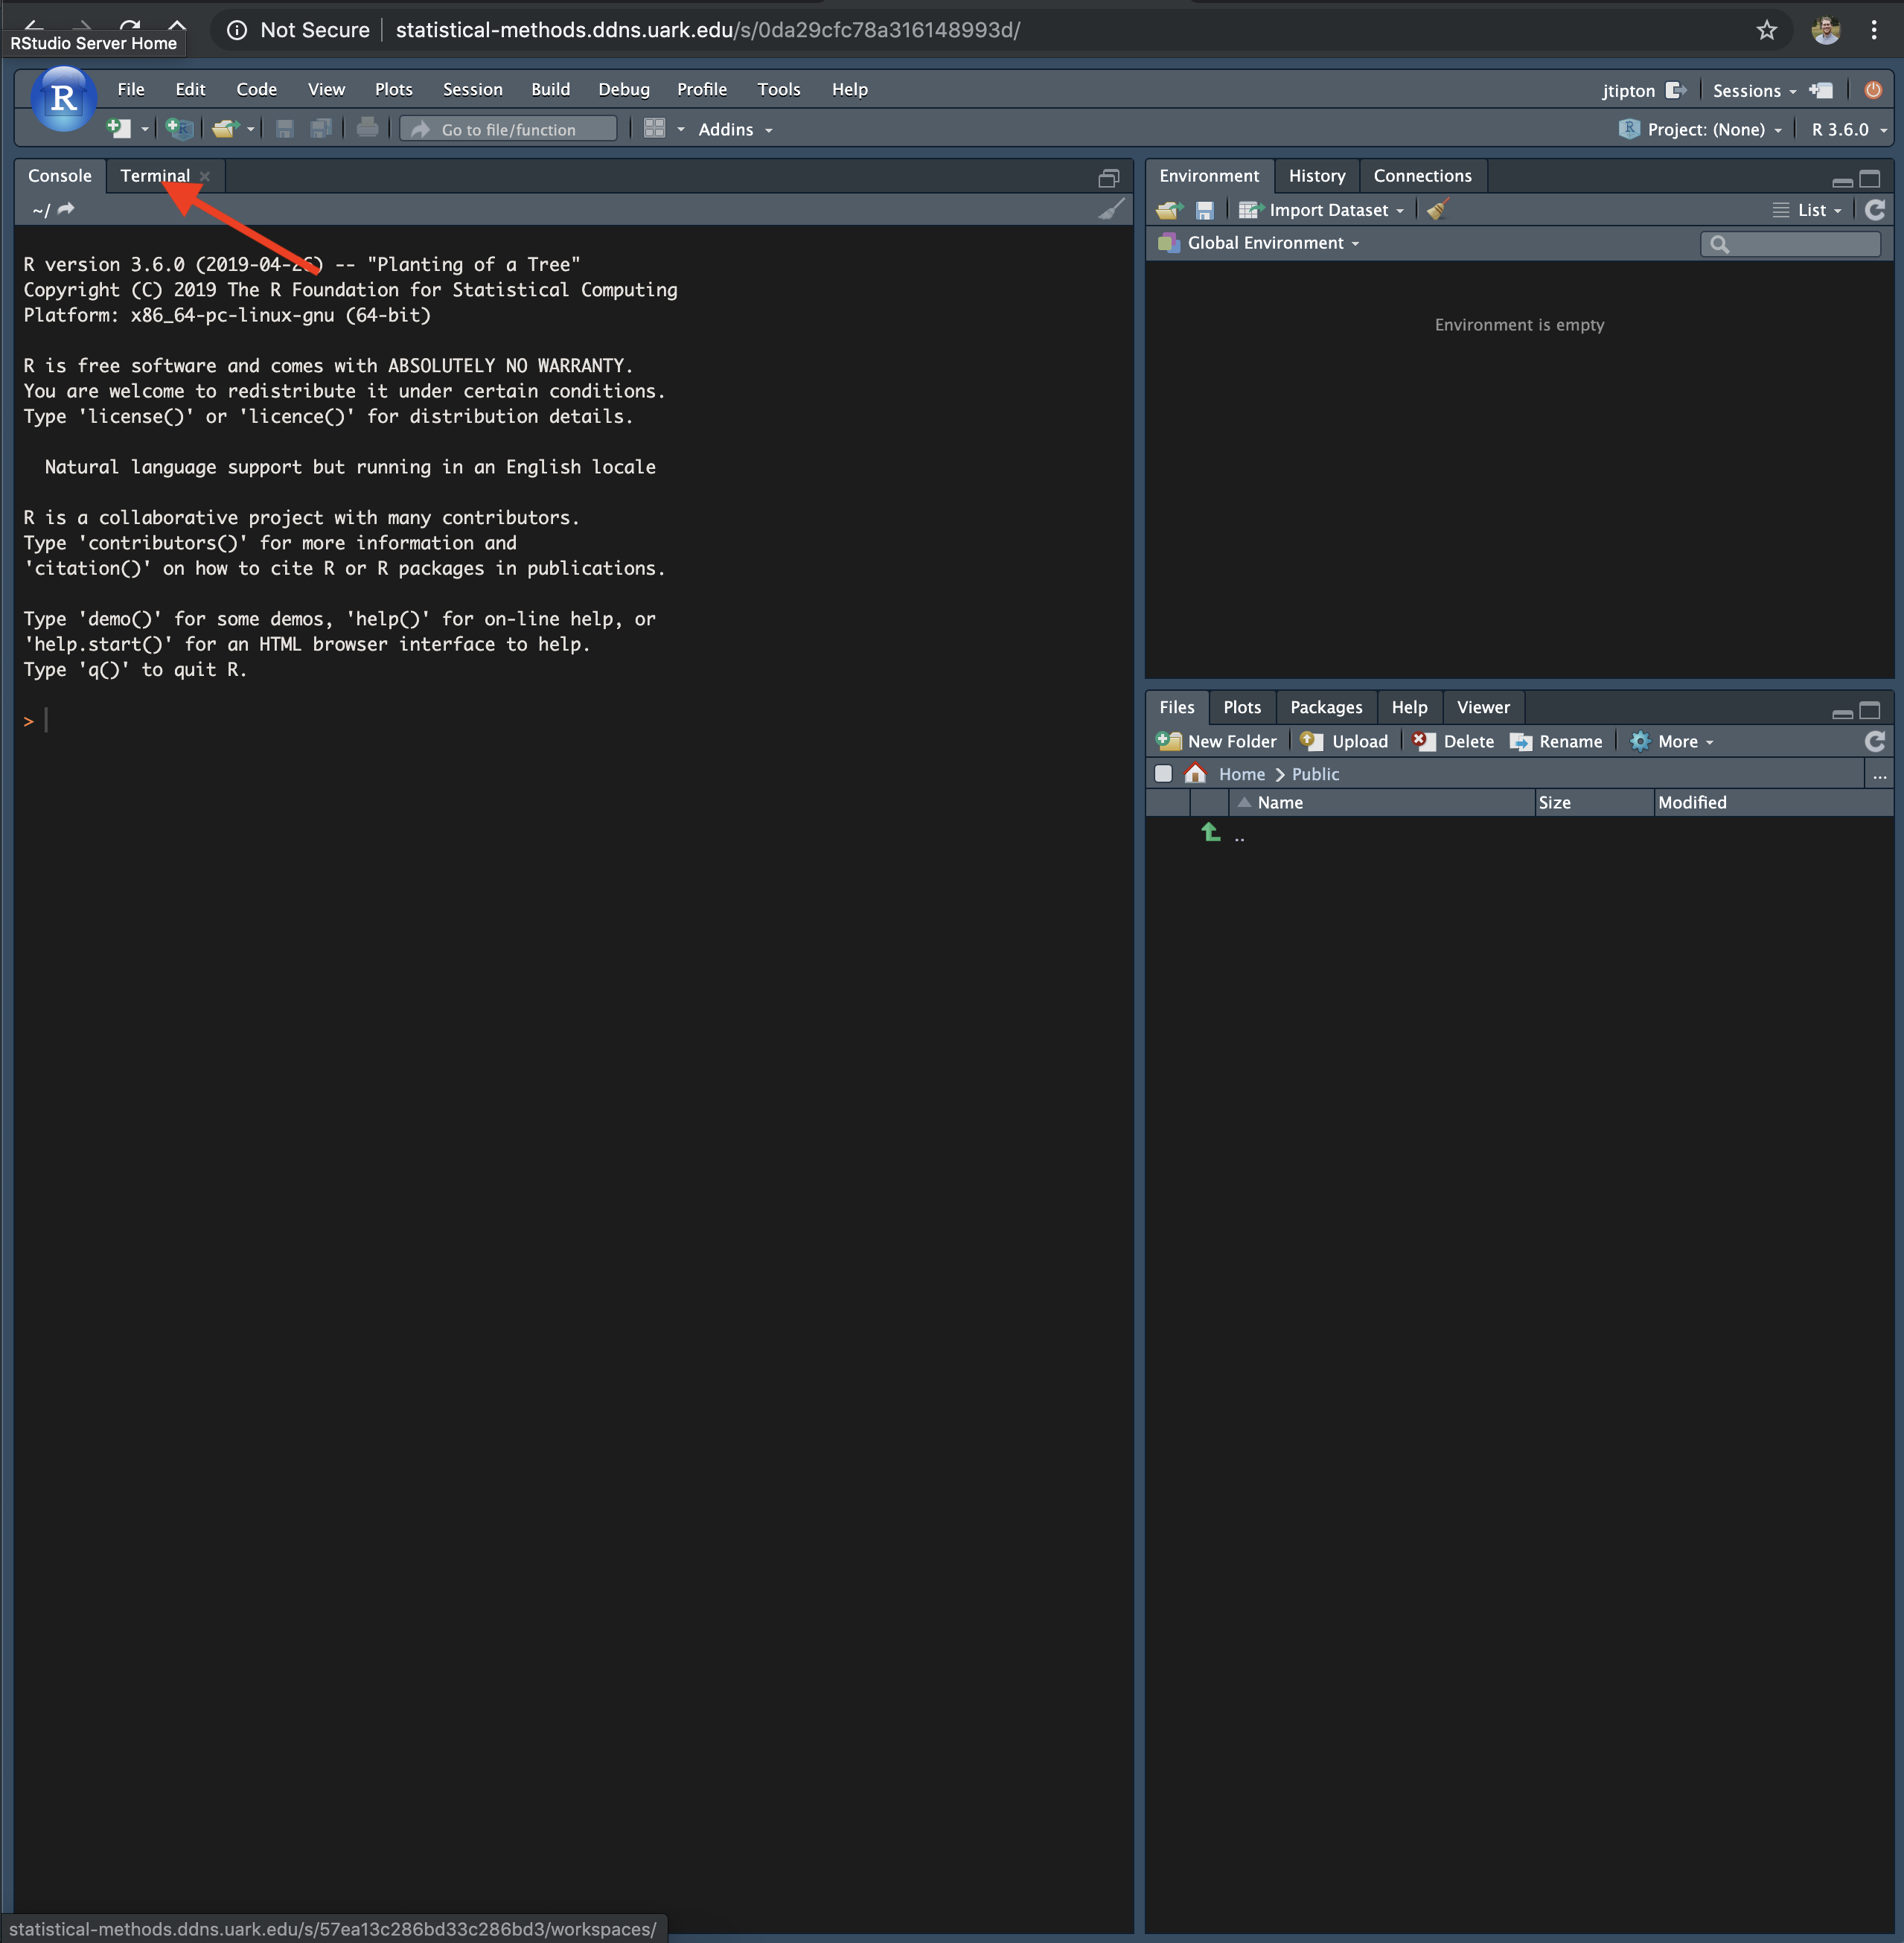 Not Secure statistical-methods.ddns.uark.edu/s/0da29cfc78a316148993d/
RStudio Server Home
R File Edit Code View Plots Session Build Debug Profile Tools Help jtipton Sessions
Go to file/function Addins R Project: (None) R 3.6.0
Console Terminal
~/
R version 3.6.0 (2019-04-26) -- "Planting of a Tree"
Copyright (C) 2019 The R Foundation for Statistical Computing
Platform: x86_64-pc-linux-gnu (64-bit)
R is free software and comes with ABSOLUTELY NO WARRANTY.
You are welcome to redistribute it under certain conditions.
Type 'license()' or 'licence()' for distribution details.
Natural language support but running in an English locale
R is a collaborative project with many contributors.
Type 'contributors()' for more information and
'citation()' on how to cite R or R packages in publications.
Type 'demo()' for some demos, 'help()' for on-line help, or
'help.start()' for an HTML browser interface to help.
Type 'q()' to quit R.
>
Environment History Connections
Import Dataset List
Global Environment
Environment is empty
Files Plots Packages Help Viewer
New Folder Upload Delete Rename More
Home Public ...
Name Size Modified
..
statistical-methods.ddns.uark.edu/s/57ea13c286bd33c286bd3/workspaces/